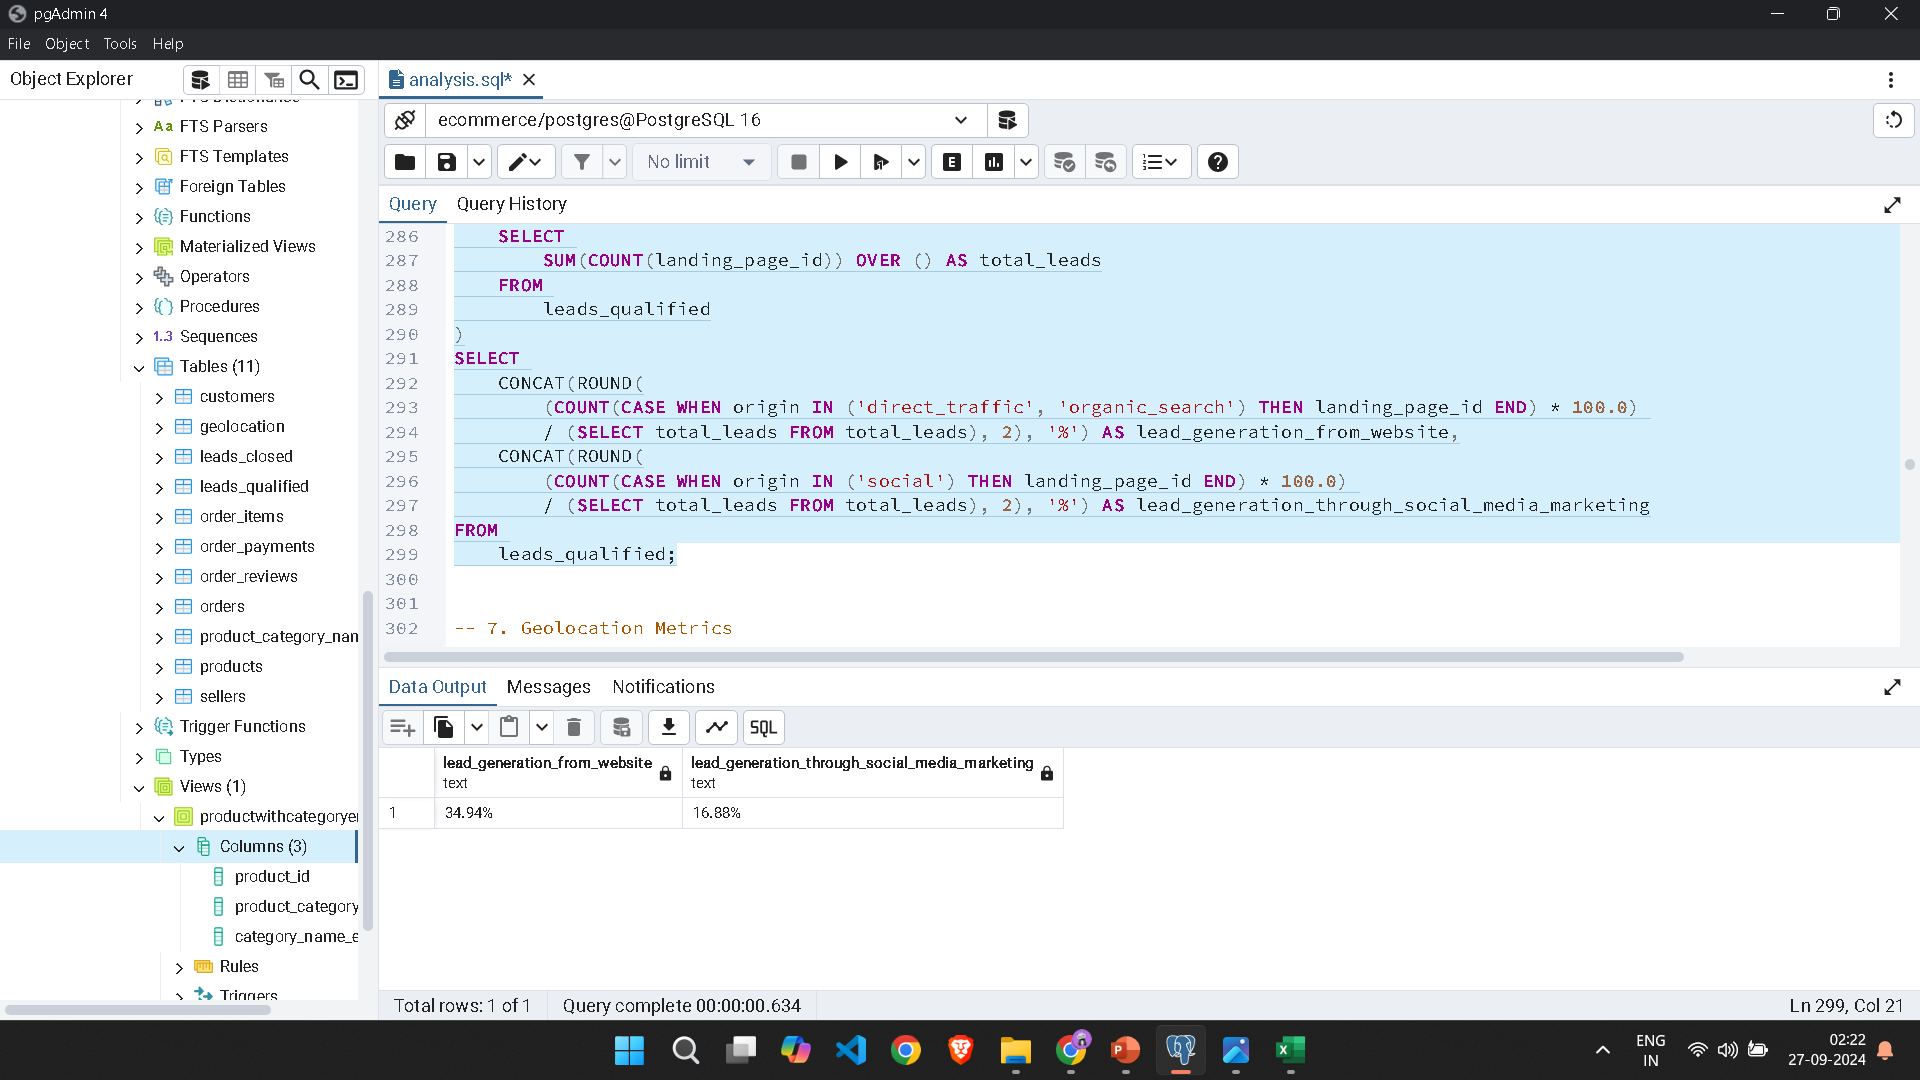 pgAdmin 4
File Object Tools Help
Object Explorer
analysis.sql*
ecommerce/postgres@PostgreSQL 16
No limit
Query Query History
FTS Parsers
FTS Templates
Foreign Tables
Functions
Materialized Views
Operators
Procedures
1..3 Sequences
Tables (11)
customers
geolocation
leads_closed
leads_qualified
order_items
order_payments
order_reviews
orders
product_category_nam
products
sellers
Trigger Functions
Types
Views (1)
productwithcategoryen
Columns (3)
product_id
product_category
category_name_e
Rules
Triggers
286 SELECT
287 SUM(COUNT(landing_page_id)) OVER () AS total_leads
288 FROM
289 leads_qualified
290 )
291 SELECT
292 CONCAT(ROUND(
293 (COUNT(CASE WHEN origin IN ('direct_traffic', 'organic_search') THEN landing_page_id END) * 100.0)
294 / (SELECT total_leads FROM total_leads), 2), '%') AS lead_generation_from_website,
295 CONCAT(ROUND(
296 (COUNT(CASE WHEN origin IN ('social') THEN landing_page_id END) * 100.0)
297 / (SELECT total_leads FROM total_leads), 2), '%') AS lead_generation_through_social_media_marketing
298 FROM
299 leads_qualified;
300
301
302 -- 7. Geolocation Metrics
Data Output Messages Notifications
SQL
lead_generation_from_website lead_generation_through_social_media_marketing
text text
1 34.94% 16.88%
Total rows: 1 of 1 Query complete 00:00:00.634 Ln 299, Col 21
ENG
IN
02:22
27-09-2024